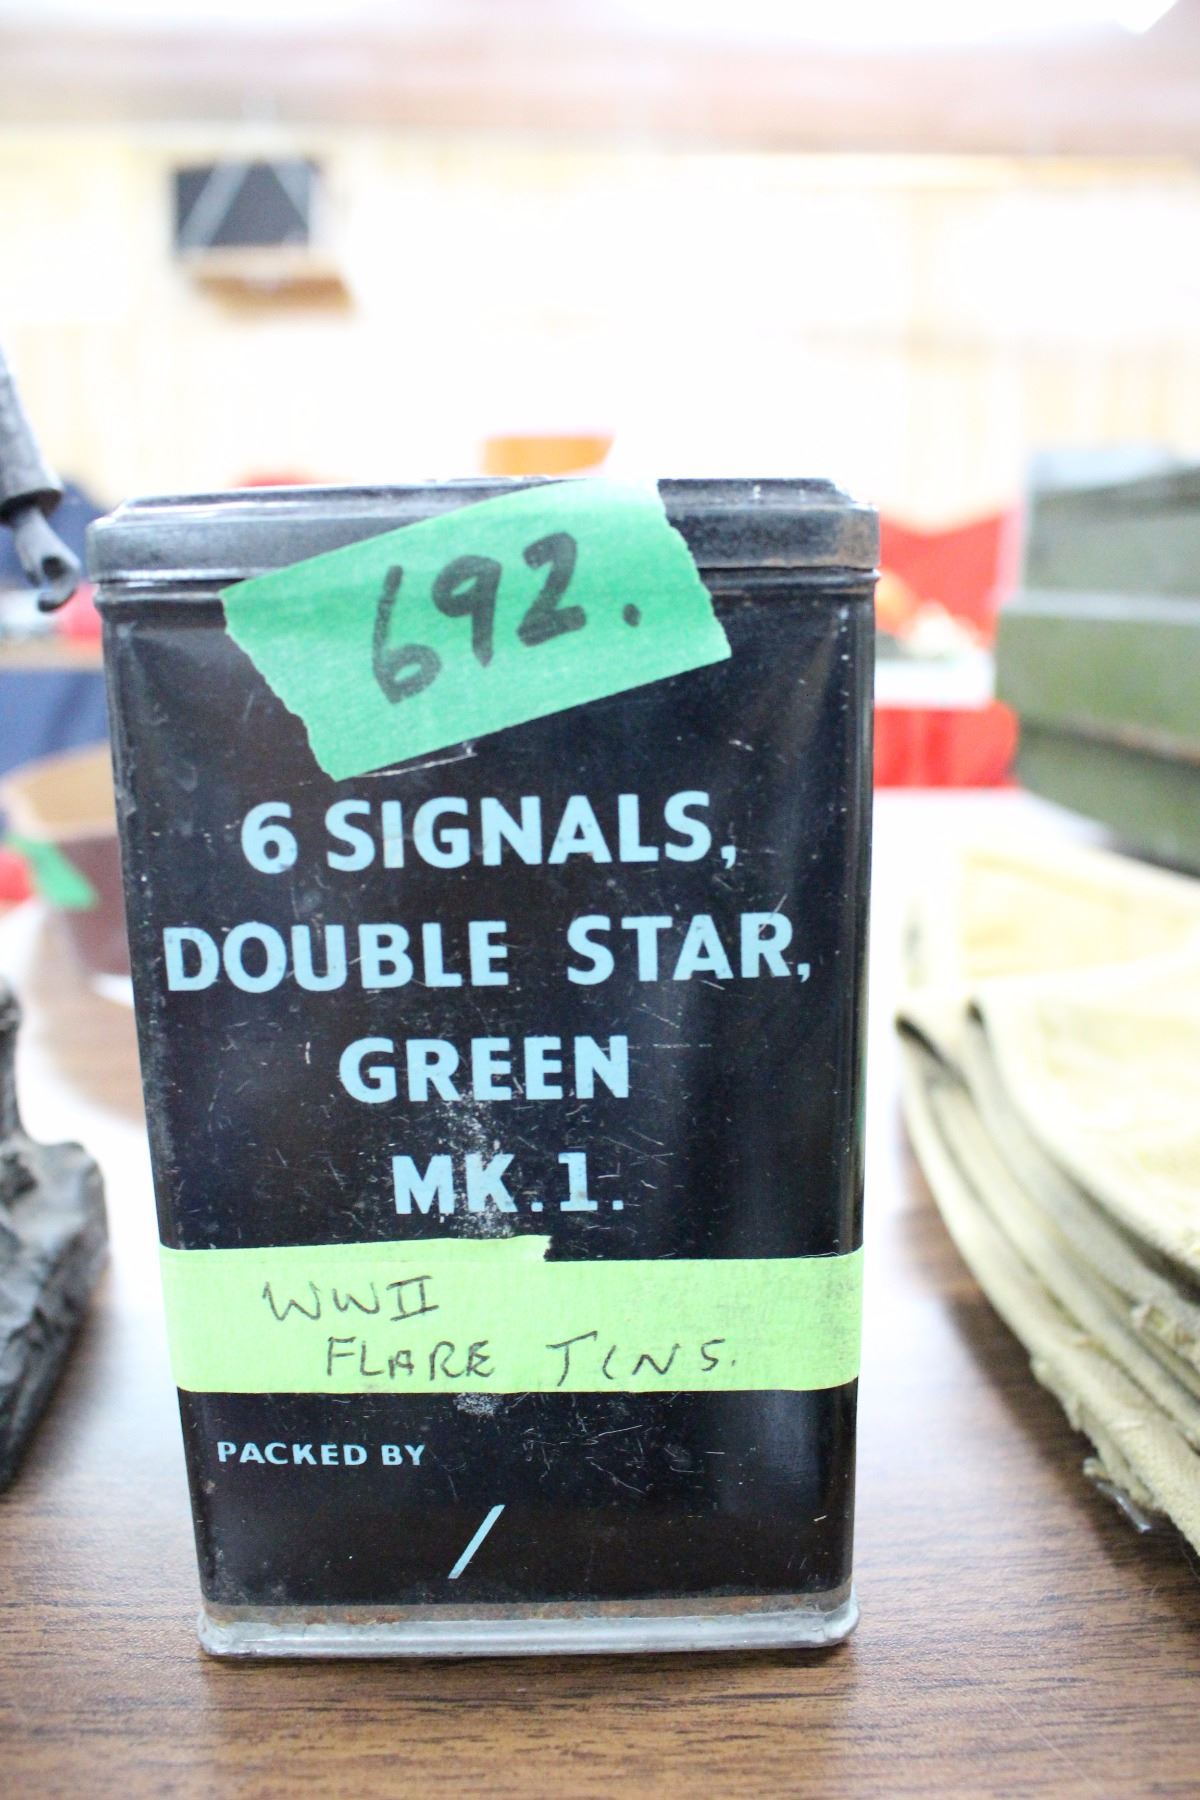 692.
6 SIGNALS,
DOUBLE STAR,
GREEN
MK.1.
WWII
FLARE TINS.
PACKED BY
/